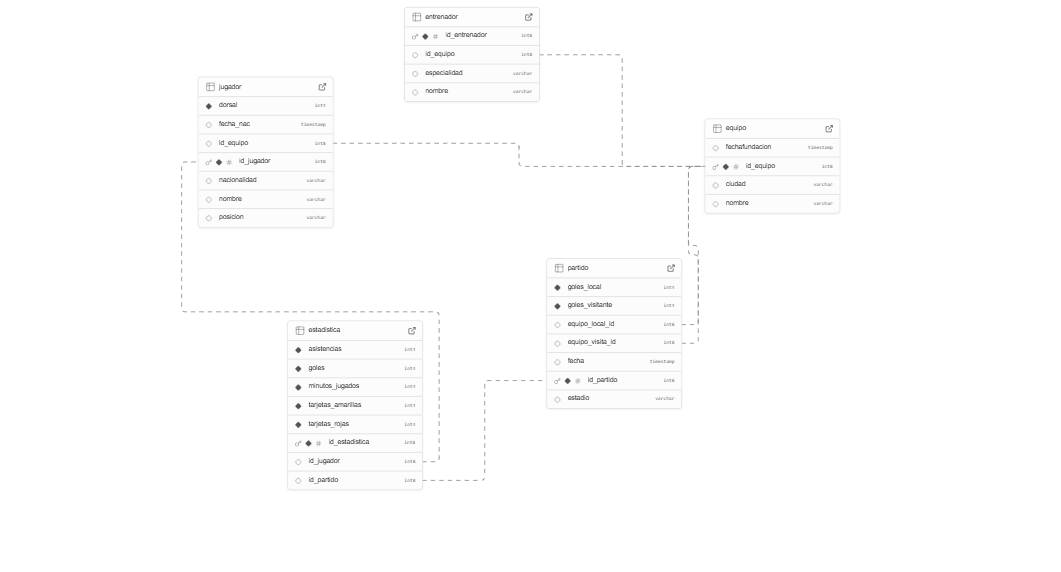 entrenador
id_entrenador int8
id_equipo int8
especialidad varchar
nombre varchar
jugador
dorsal int4
fecha_nac timestamp
id_equipo int8
id_jugador int8
nacionalidad varchar
nombre varchar
posicion varchar
equipo
fechafundacion timestamp
id_equipo int8
ciudad varchar
nombre varchar
partido
goles_local int4
goles_visitante int4
equipo_local_id int8
equipo_visita_id int8
fecha timestamp
id_partido int8
estadio varchar
estadistica
asistencias int4
goles int4
minutos_jugados int4
tarjetas_amarillas int4
tarjetas_rojas int4
id_estadistica int8
id_jugador int8
id_partido int8